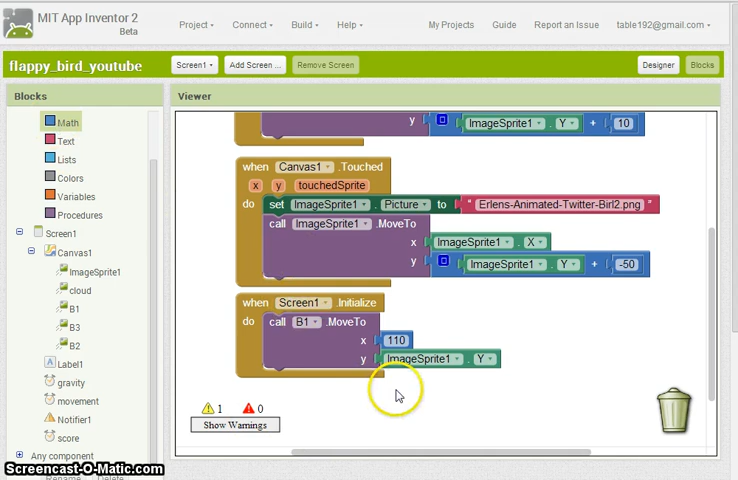 MIT App Inventor 2
Beta
Project Connect Build Help My Projects Guide Report an Issue table192@gmail.com
flappy_bird_youtube Screen1 Add Screen ... Remove Screen Designer Blocks
Blocks Viewer
Math
Text
Lists
Colors
Variables
Procedures
Screen1
Canvas1
ImageSprite1
cloud
B1
B3
B2
Label1
gravity
movement
Notifier1
score
Any component
Rename Delete
y ImageSprite1 . Y + 10
when Canvas1 .Touched
x y touchedSprite
do set ImageSprite1 . Picture to " Erlens-Animated-Twitter-Birl2.png "
call ImageSprite1 .MoveTo
x ImageSprite1 . X
y ImageSprite1 . Y + -50
when Screen1 .Initialize
do call B1 .MoveTo
x 110
y ImageSprite1 . Y
1 0
Show Warnings
Screencast-O-Matic.com